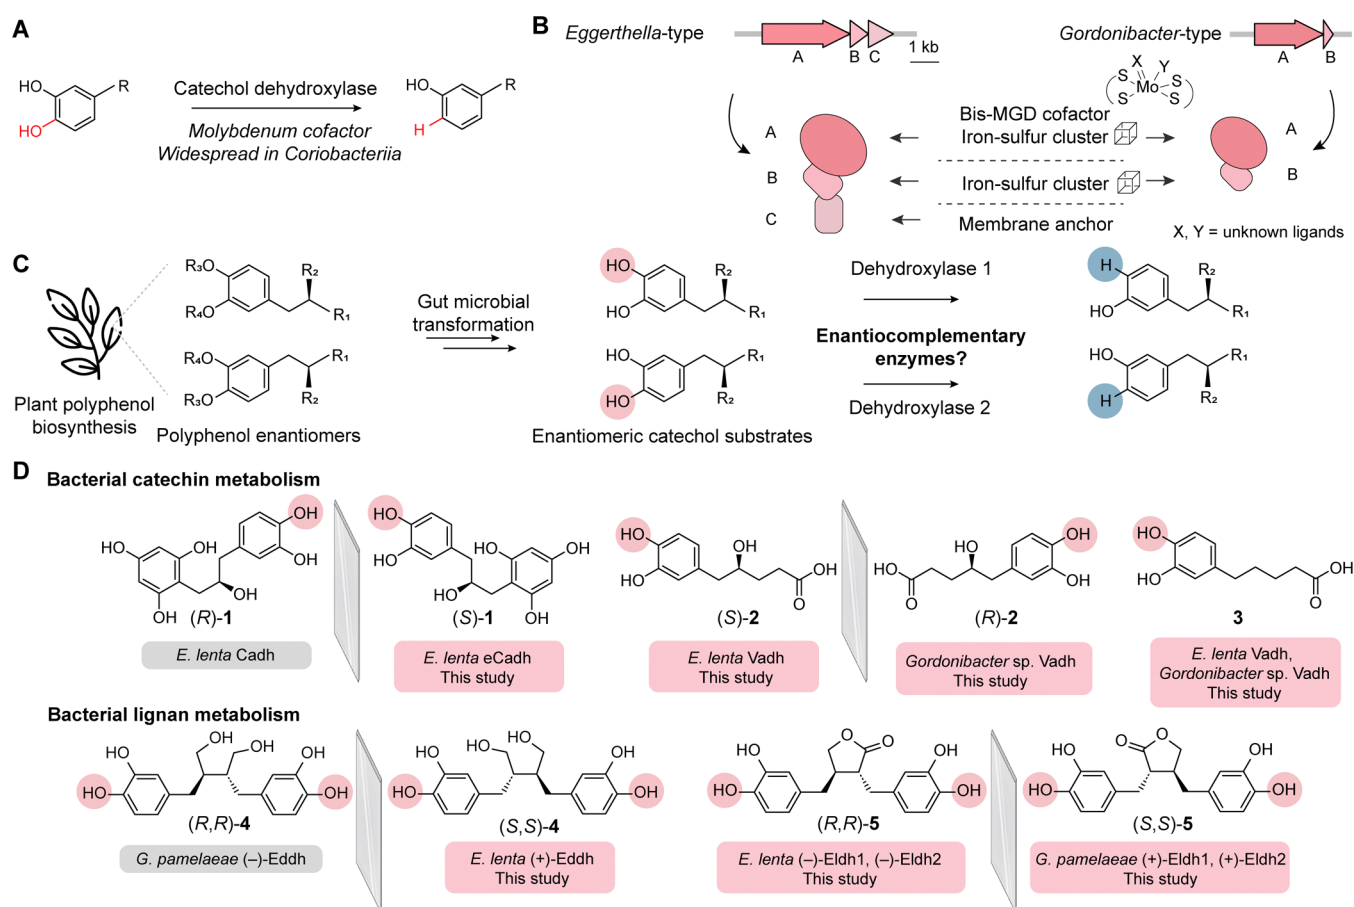 A
HO
HO
R
Catechol dehydroxylase
Molybdenum cofactor
Widespread in Coriobacteriia
HO
H
R
B
Eggerthella-type
A
B
C
1 kb
Gordonibacter-type
A
B
X
Y
S
S
Mo
S
S
A
B
C
Bis-MGD cofactor
Iron-sulfur cluster
Iron-sulfur cluster
Membrane anchor
A
B
X, Y = unknown ligands
C
Plant polyphenol
biosynthesis
R₃O
R₄O
R₂
R₁
R₄O
R₃O
R₁
R₂
Polyphenol enantiomers
Gut microbial
transformation
HO
HO
R₂
R₁
HO
HO
R₁
R₂
Enantiomeric catechol substrates
Dehydroxylase 1
Enantiocomplementary
enzymes?
Dehydroxylase 2
H
HO
R₂
R₁
HO
H
R₁
R₂
D
Bacterial catechin metabolism
HO
OH
OH
OH
OH
OH
(R)-1
E. lenta Cadh
HO
HO
HO
OH
OH
OH
(S)-1
E. lenta eCadh
This study
HO
HO
OH
OH
O
(S)-2
E. lenta Vadh
This study
HO
O
HO
OH
OH
(R)-2
Gordonibacter sp. Vadh
This study
HO
HO
OH
O
3
E. lenta Vadh,
Gordonibacter sp. Vadh
This study
Bacterial lignan metabolism
HO
HO
OH
OH
OH
OH
(R,R)-4
G. pamelaeae (–)-Eddh
HO
HO
HO
OH
OH
OH
(S,S)-4
E. lenta (+)-Eddh
This study
HO
HO
O
O
OH
OH
(R,R)-5
E. lenta (–)-Eldh1, (–)-Eldh2
This study
HO
HO
O
O
OH
OH
(S,S)-5
G. pamelaeae (+)-Eldh1, (+)-Eldh2
This study